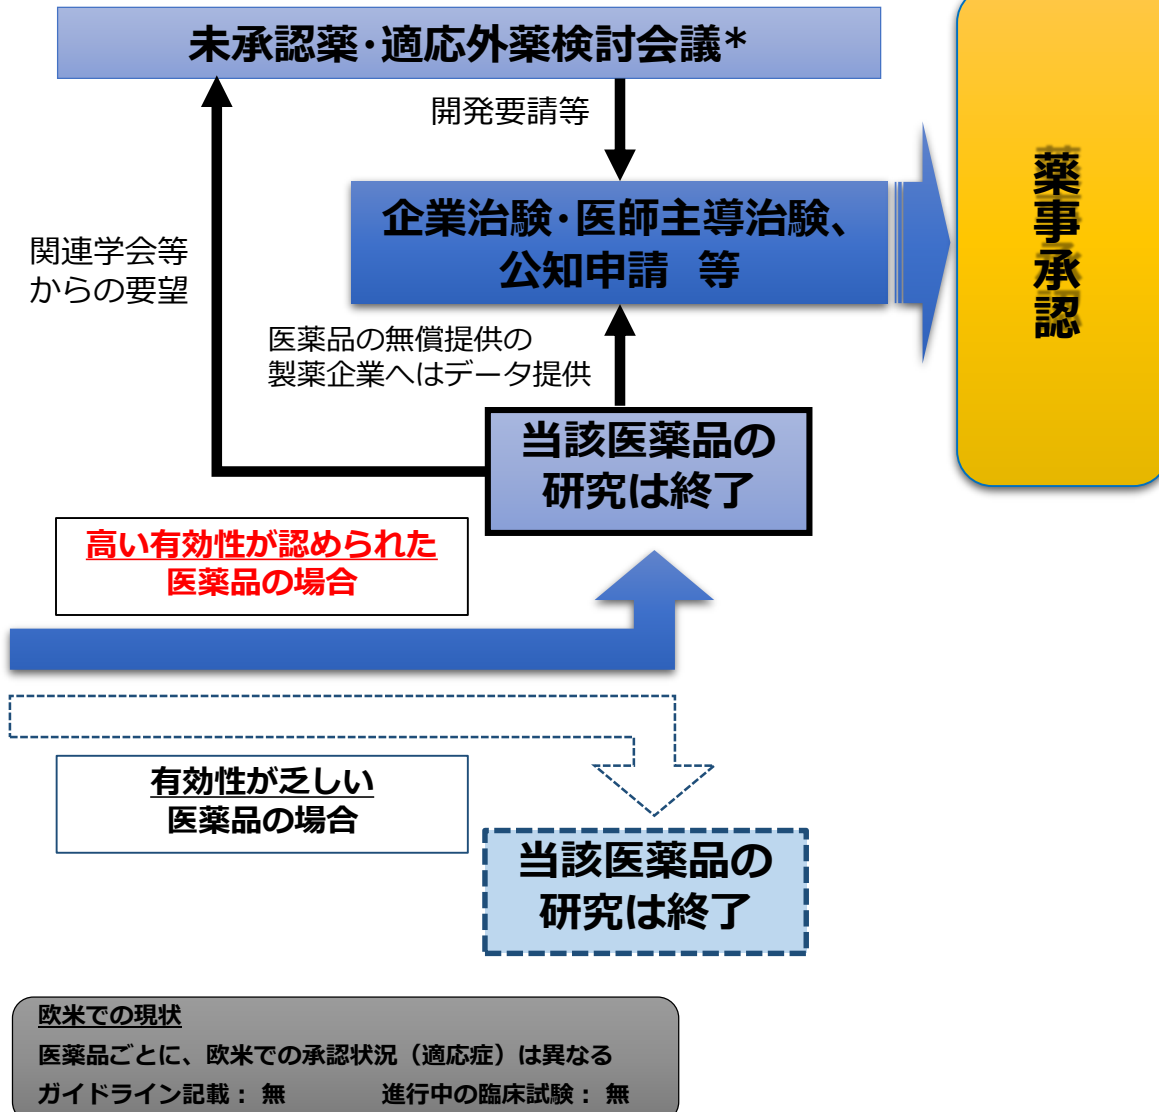 未承認薬･適応外薬検討会議*
開発要請等
企業治験･医師主導治験、
公知申請 等
薬事承認
関連学会等
からの要望
医薬品の無償提供の
製薬企業へはデータ提供
当該医薬品の
研究は終了
高い有効性が認められた
医薬品の場合
有効性が乏しい
医薬品の場合
当該医薬品の
研究は終了
欧米での現状
医薬品ごとに、欧米での承認状況（適応症）は異なる
ガイドライン記載： 無 進行中の臨床試験： 無